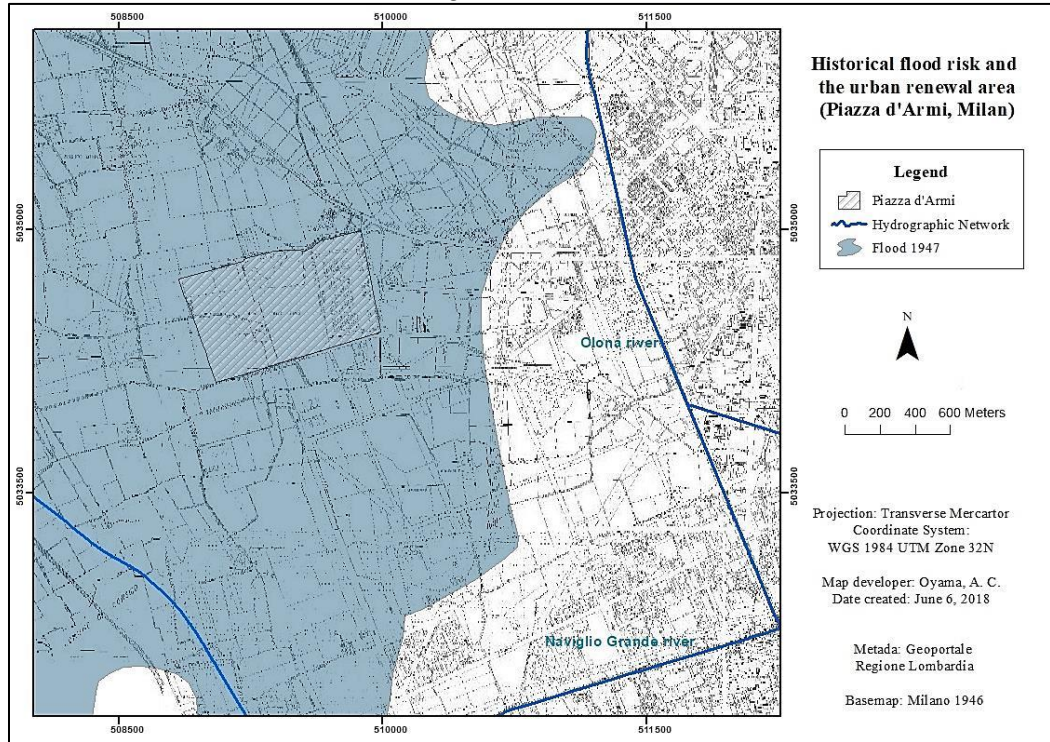 508500 510000 511500
5035000
5033500
5035000
5033500
Olona river
Naviglio Grande river
508500 510000 511500
Historical flood risk and
the urban renewal area
(Piazza d'Armi, Milan)
Legend
Piazza d'Armi
Hydrographic Network
Flood 1947
N
0 200 400 600 Meters
Projection: Transverse Mercartor
Coordinate System:
WGS 1984 UTM Zone 32N
Map developer: Oyama, A. C.
Date created: June 6, 2018
Metada: Geoportale
Regione Lombardia
Basemap: Milano 1946